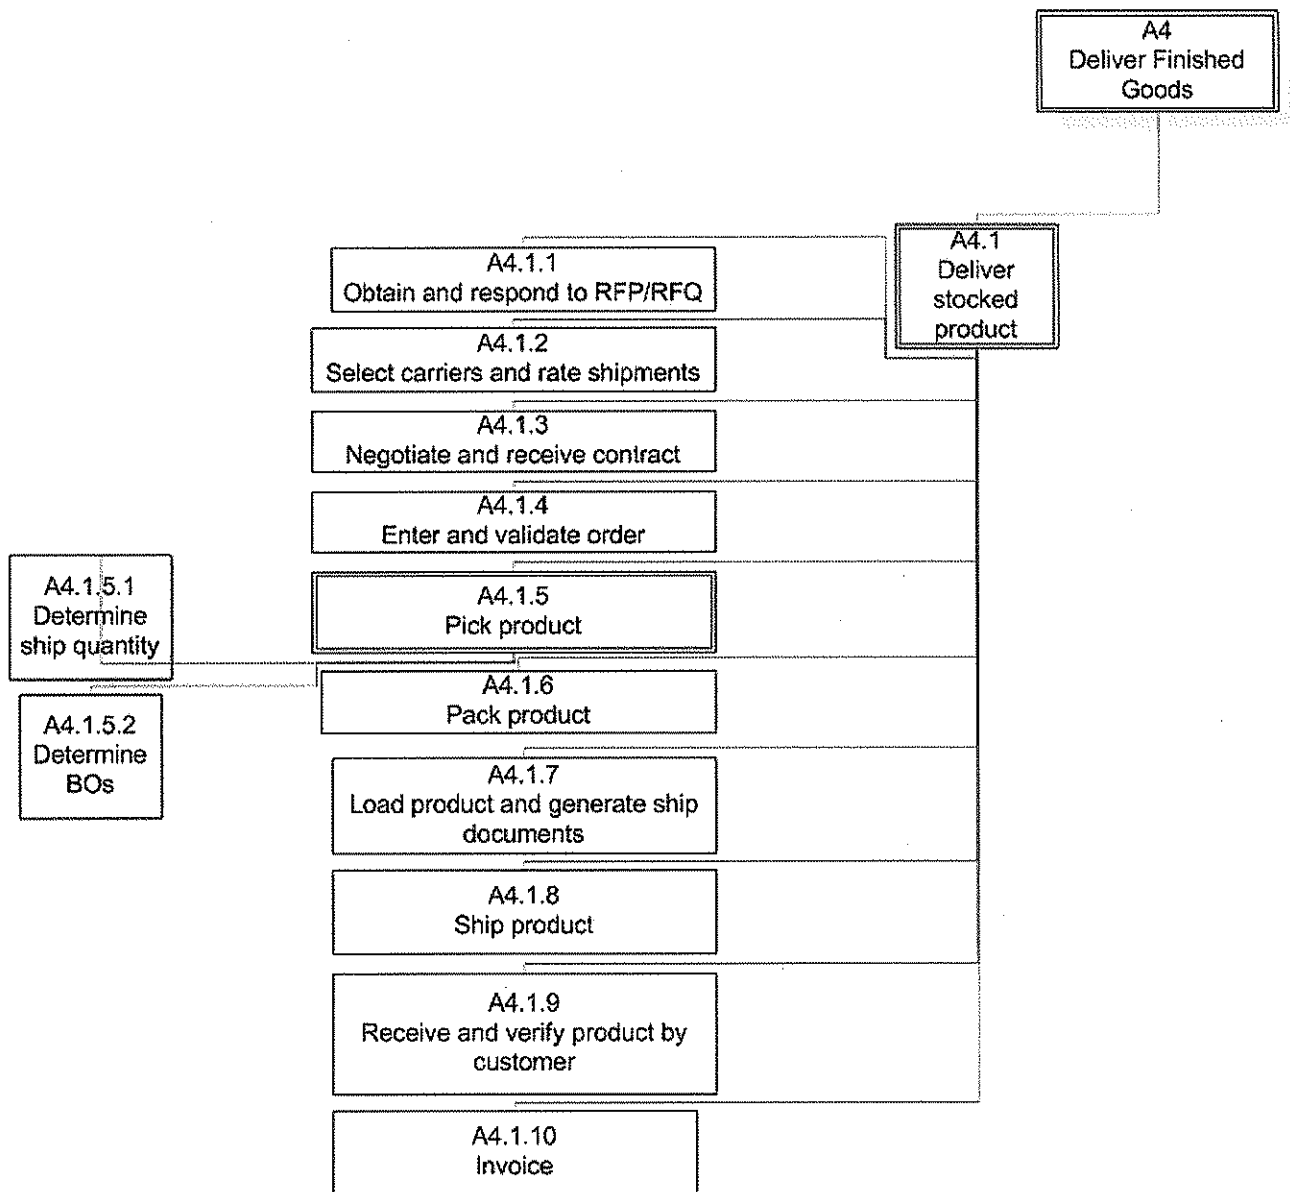 A4
Deliver Finished
Goods
A4.1
Deliver
stocked
product
A4.1.1
Obtain and respond to RFP/RFQ
A4.1.2
Select carriers and rate shipments
A4.1.3
Negotiate and receive contract
A4.1.4
Enter and validate order
A4.1.5
Pick product
A4.1.5.1
Determine
ship quantity
A4.1.5.2
Determine
BOs
A4.1.6
Pack product
A4.1.7
Load product and generate ship
documents
A4.1.8
Ship product
A4.1.9
Receive and verify product by
customer
A4.1.10
Invoice